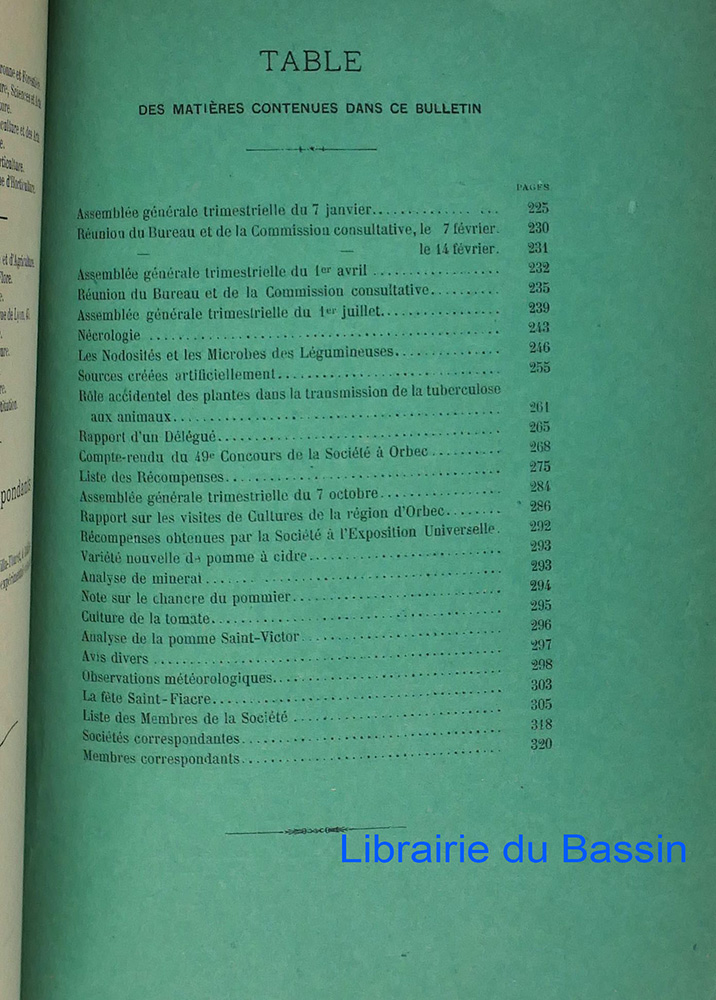 TABLE
DES MATIÈRES CONTENUES DANS CE BULLETIN
PAGES
Assemblée générale trimestrielle du 7 janvier 225
Réunion du Bureau et de la Commission consultative, le 7 février. 230
— — le 14 février. 231
Assemblée générale trimestrielle du 1er avril 232
Réunion du Bureau et de la Commission consultative 235
Assemblée générale trimestrielle du 1er juillet 239
Nécrologie 243
Les Nodosités et les Microbes des Légumineuses 246
Sources créées artificiellement 255
Rôle accidentel des plantes dans la transmission de la tuberculose
aux animaux 261
Rapport d'un Délégué 265
Compte-rendu du 49e Concours de la Société à Orbec 268
Liste des Récompenses 275
Assemblée générale trimestrielle du 7 octobre 284
Rapport sur les visites de Cultures de la région d'Orbec 286
Récompenses obtenues par la Société à l'Exposition Universelle. 292
Variété nouvelle de pomme à cidre 293
Analyse de minerai 293
Note sur le chancre du pommier 294
Culture de la tomate 295
Analyse de la pomme Saint-Victor 296
Avis divers 297
Observations météorologiques 298
La fête Saint-Fiacre 303
Liste des Membres de la Société 305
Sociétés correspondantes 318
Membres correspondants 320
Librairie du Bassin